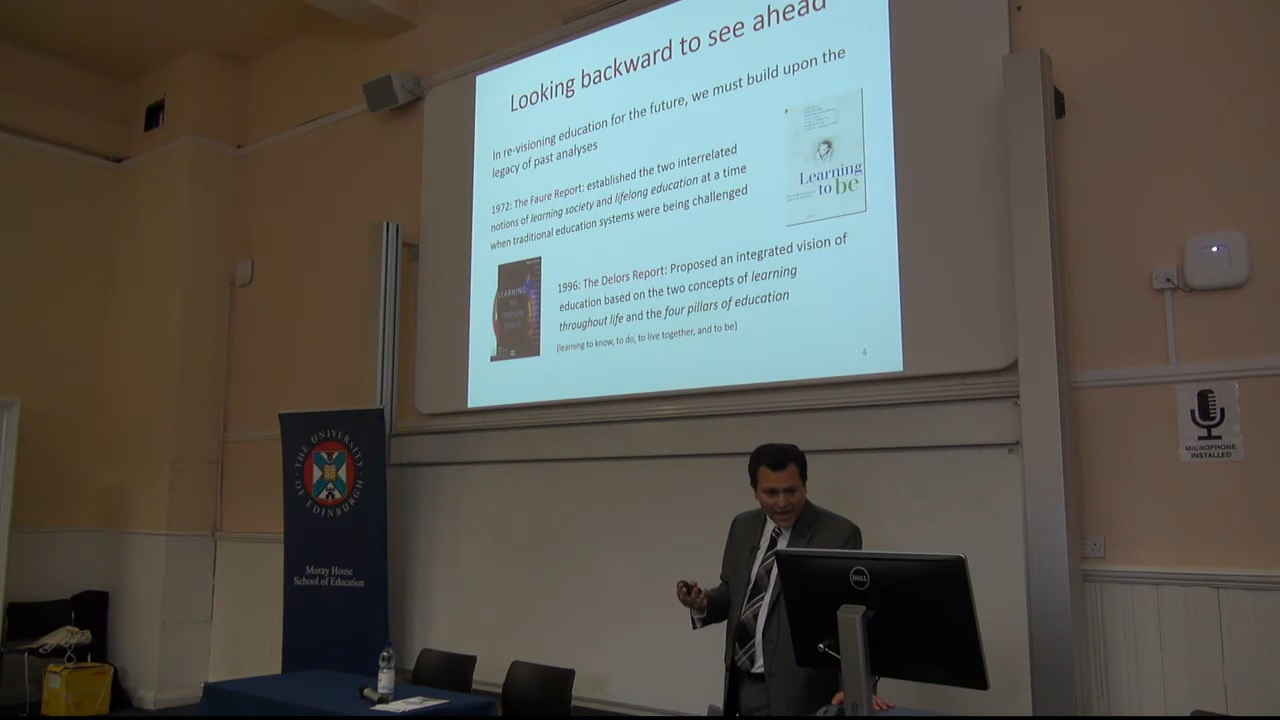 Looking backward to see ahead
In re-visioning education for the future, we must build upon the
legacy of past analyses
1972: The Faure Report: established the two interrelated
notions of learning society and lifelong education at a time
when traditional education systems were being challenged
Learning
to be
1996: The Delors Report: Proposed an integrated vision of
education based on the two concepts of learning
throughout life and the four pillars of education
(learning to know, to do, to live together, and to be)
LEARNING
4
THE UNIVERSITY
OF EDINBURGH
Moray House
School of Education
DELL
MICROPHONE
INSTALLED